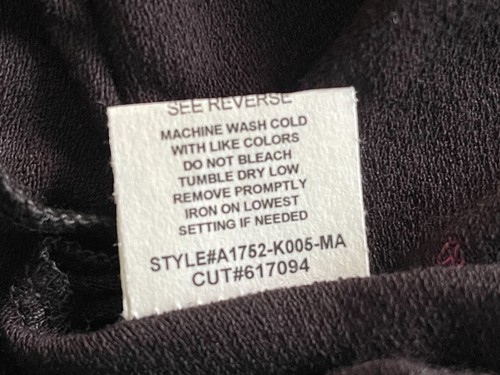 SEE REVERSE
MACHINE WASH COLD
WITH LIKE COLORS
DO NOT BLEACH
TUMBLE DRY LOW
REMOVE PROMPTLY
IRON ON LOWEST
SETTING IF NEEDED
STYLE#A1752-K005-MA
CUT#617094